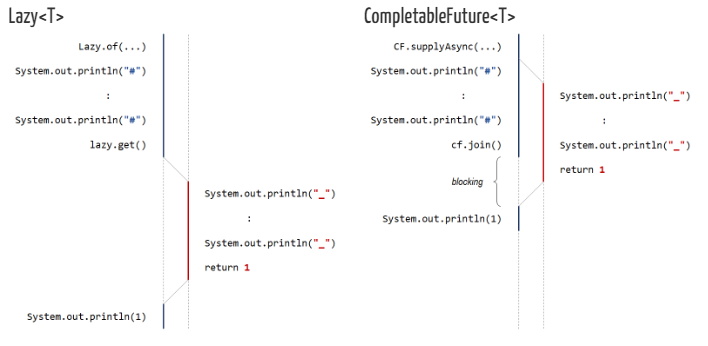 Lazy<T>
Lazy.of(...)
System.out.println("#")
:
System.out.println("#")
lazy.get()
System.out.println("_")
:
System.out.println("_")
return 1
System.out.println(1)
CompletableFuture<T>
CF.supplyAsync(...)
System.out.println("#")
:
System.out.println("#")
cf.join()
System.out.println("_")
:
System.out.println("_")
return 1
blocking
System.out.println(1)